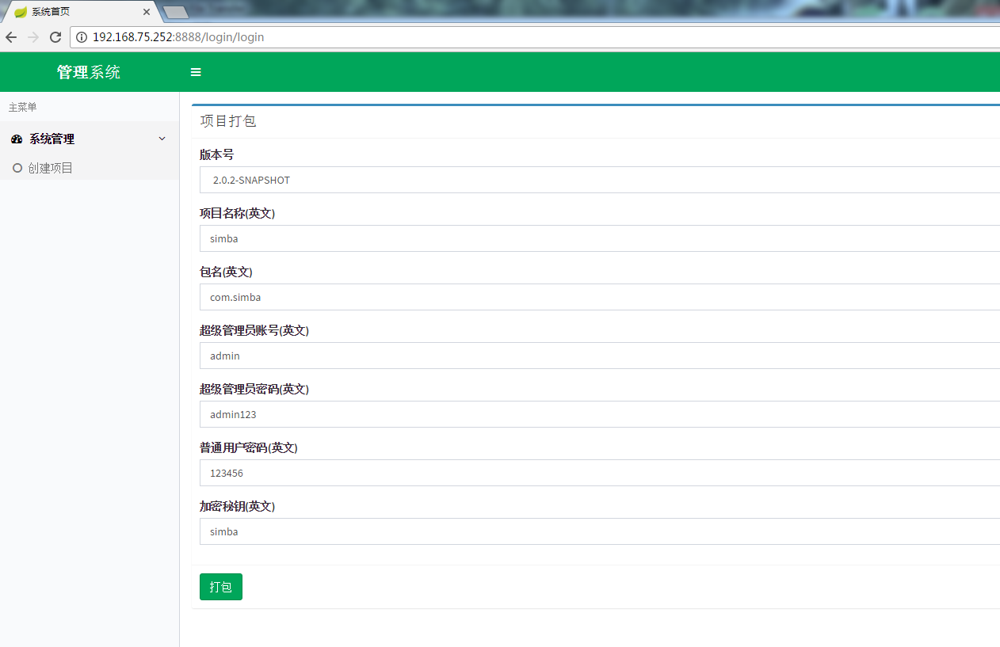 系统首页
192.168.75.252:8888/login/login
管理系统
主菜单
项目打包
系统管理
创建项目
版本号
2.0.2-SNAPSHOT
项目名称(英文)
simba
包名(英文)
com.simba
超级管理员账号(英文)
admin
超级管理员密码(英文)
admin123
普通用户密码(英文)
123456
加密秘钥(英文)
simba
打包